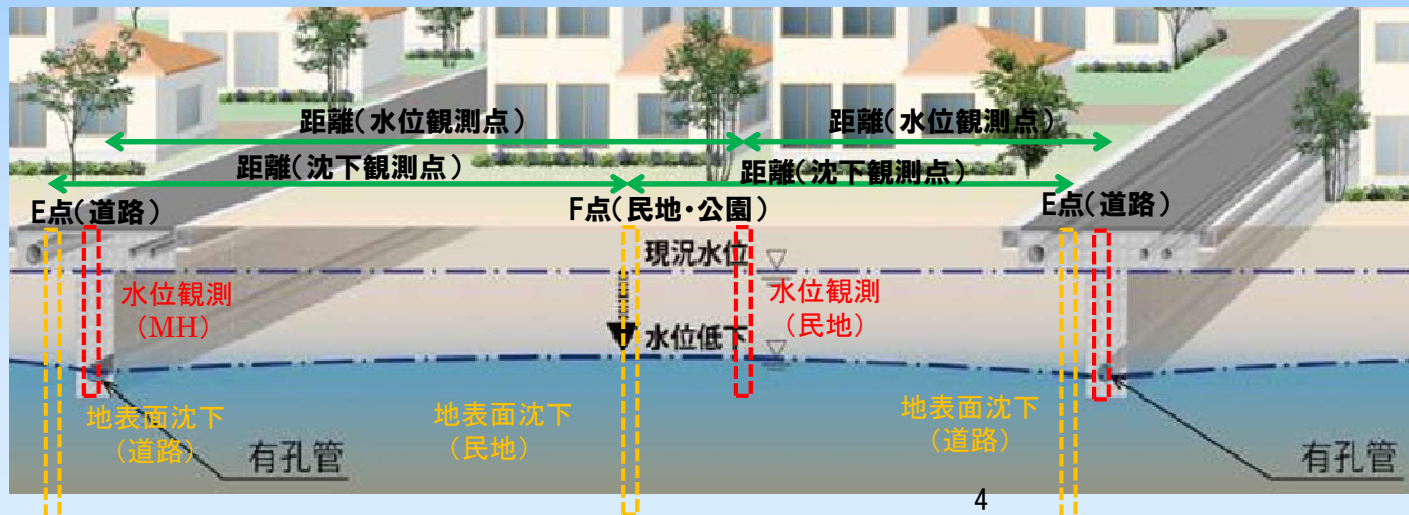 距離（水位観測点）
距離（水位観測点）
距離（沈下観測点）
距離（沈下観測点）
E点（道路）
F点（民地・公園）
E点（道路）
現況水位
水位観測
（MH）
水位観測
（民地）
水位低下
地表面沈下
（道路）
地表面沈下
（民地）
地表面沈下
（道路）
有孔管
有孔管
4